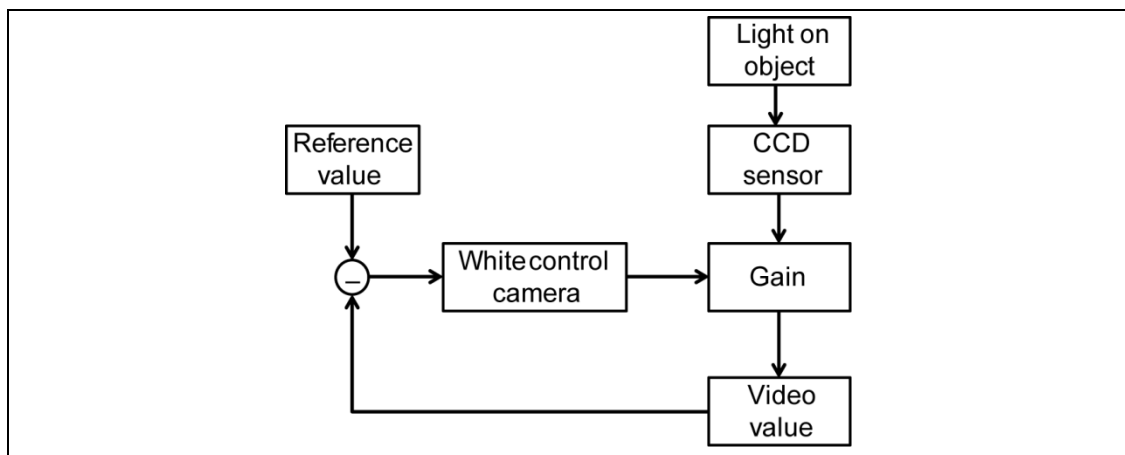 Light on
object
Reference
value
CCD
sensor
–
White control
camera
Gain
Video
value